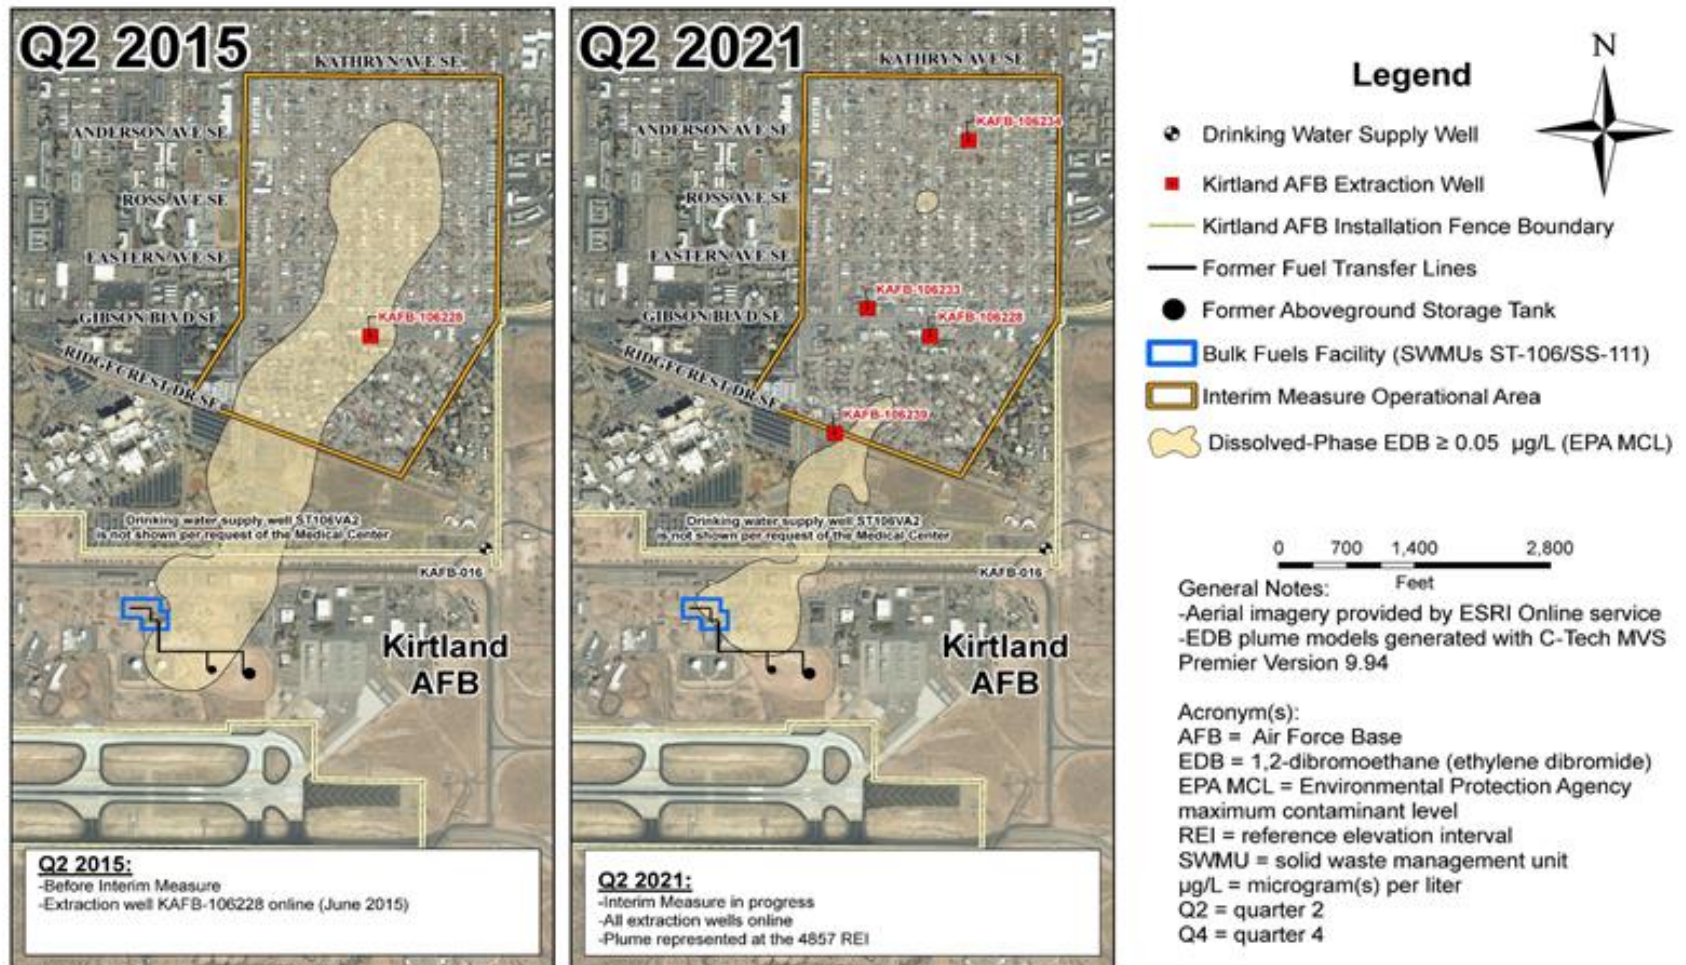 Q2 2015
KATHRYN AVE SE
ANDERSON AVE SE
ROSS AVE SE
EASTERN AVE SE
GIBSON BLVD SE
KAFB-106228
RIDGECREST DR SE
Drinking water supply well ST106VA2
is not shown per request of the Medical Center
KAFB-016
Kirtland
AFB
Q2 2015:
-Before Interim Measure
-Extraction well KAFB-106228 online (June 2015)
Q2 2021
KATHRYN AVE SE
KAFB-106234
ANDERSON AVE SE
ROSS AVE SE
EASTERN AVE SE
KAFB-106233
GIBSON BLVD SE
KAFB-106228
RIDGECREST DR SE
KAFB-106239
Drinking water supply well ST106VA2
is not shown per request of the Medical Center
KAFB-016
Kirtland
AFB
Q2 2021:
-Interim Measure in progress
-All extraction wells online
-Plume represented at the 4857 REI
N
Legend
Drinking Water Supply Well
Kirtland AFB Extraction Well
Kirtland AFB Installation Fence Boundary
Former Fuel Transfer Lines
Former Aboveground Storage Tank
Bulk Fuels Facility (SWMUs ST-106/SS-111)
Interim Measure Operational Area
Dissolved-Phase EDB ≥ 0.05 µg/L (EPA MCL)
0 700 1,400 2,800
Feet
General Notes:
-Aerial imagery provided by ESRI Online service
-EDB plume models generated with C-Tech MVS
Premier Version 9.94
Acronym(s):
AFB = Air Force Base
EDB = 1,2-dibromoethane (ethylene dibromide)
EPA MCL = Environmental Protection Agency
maximum contaminant level
REI = reference elevation interval
SWMU = solid waste management unit
µg/L = microgram(s) per liter
Q2 = quarter 2
Q4 = quarter 4